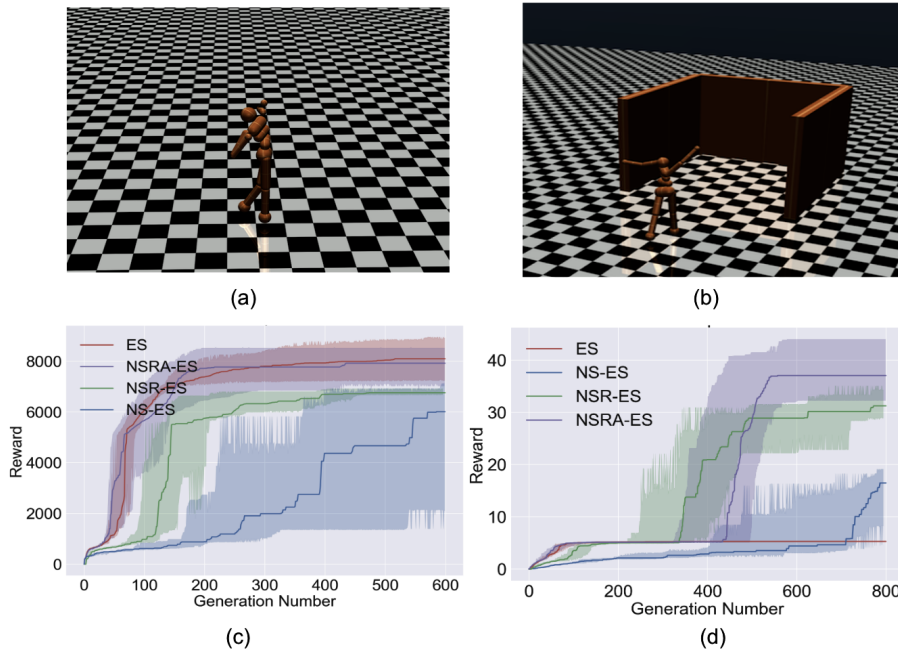 (a)
(b)
ES
NSRA-ES
NSR-ES
NS-ES
8000
6000
4000
2000
0
Reward
0 100 200 300 400 500 600
Generation Number
(c)
ES
NS-ES
NSR-ES
NSRA-ES
40
30
20
10
0
Reward
0 200 400 600 800
Generation Number
(d)